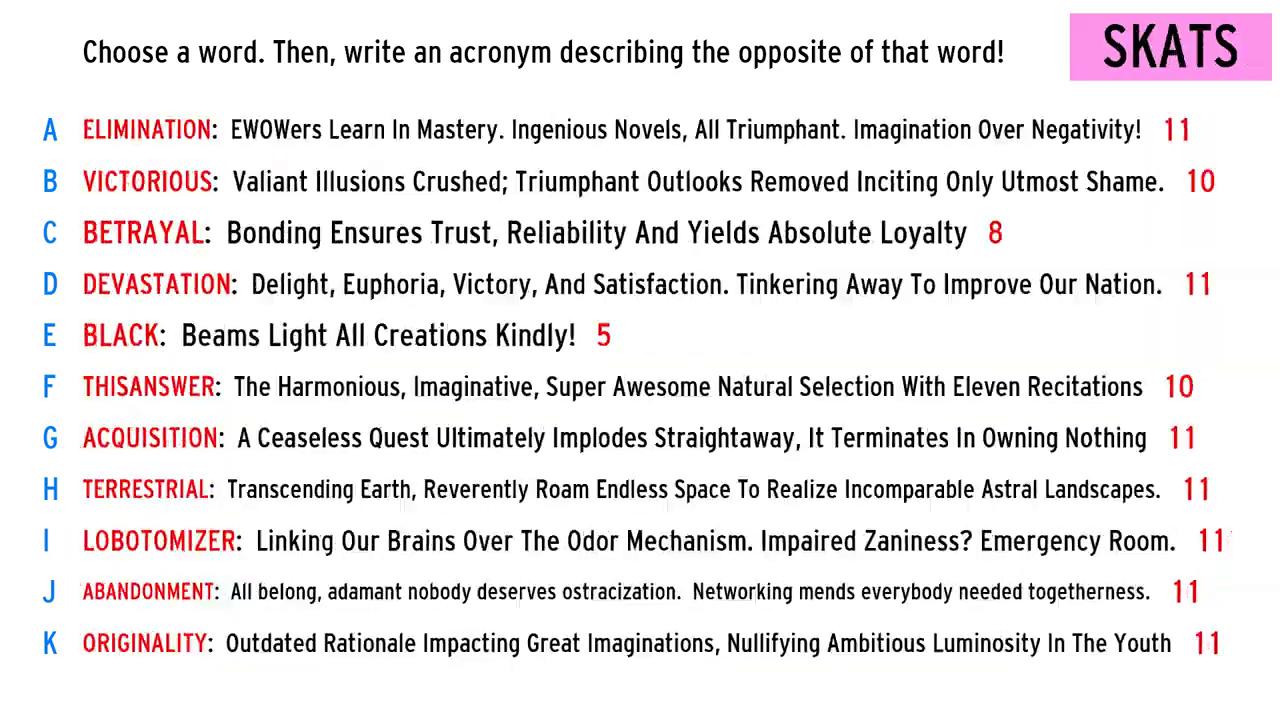 Choose a word. Then, write an acronym describing the opposite of that word!
SKATS
A ELIMINATION: EWOWers Learn In Mastery. Ingenious Novels, All Triumphant. Imagination Over Negativity! 11
B VICTORIOUS: Valiant Illusions Crushed; Triumphant Outlooks Removed Inciting Only Utmost Shame. 10
C BETRAYAL: Bonding Ensures Trust, Reliability And Yields Absolute Loyalty 8
D DEVASTATION: Delight, Euphoria, Victory, And Satisfaction. Tinkering Away To Improve Our Nation. 11
E BLACK: Beams Light All Creations Kindly! 5
F THISANSWER: The Harmonious, Imaginative, Super Awesome Natural Selection With Eleven Recitations 10
G ACQUISITION: A Ceaseless Quest Ultimately Implodes Straightaway, It Terminates In Owning Nothing 11
H TERRESTRIAL: Transcending Earth, Reverently Roam Endless Space To Realize Incomparable Astral Landscapes. 11
I LOBOTOMIZER: Linking Our Brains Over The Odor Mechanism. Impaired Zaniness? Emergency Room. 11
J ABANDONMENT: All belong, adamant nobody deserves ostracization. Networking mends everybody needed togetherness. 11
K ORIGINALITY: Outdated Rationale Impacting Great Imaginations, Nullifying Ambitious Luminosity In The Youth 11